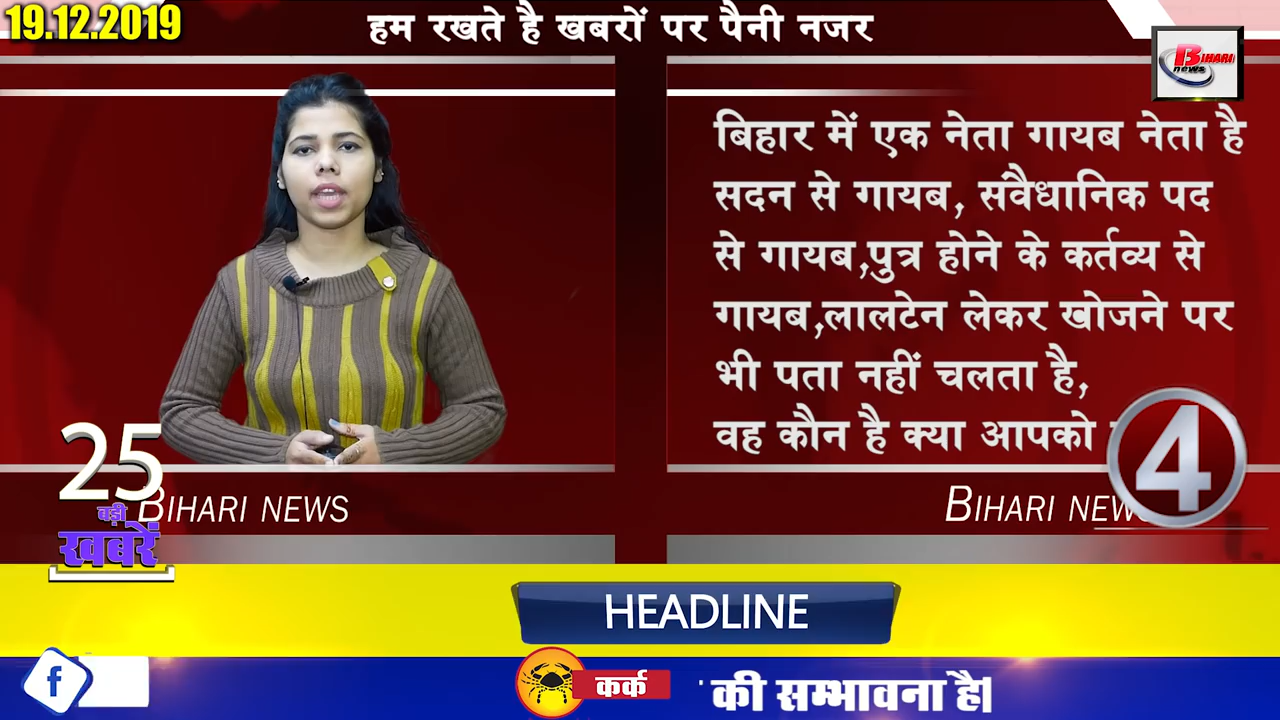 19.12.2019
हम रखते है खबरों पर पैनी नजर
BIHARI
news
बिहार में एक नेता गायब नेता है
सदन से गायब, संवैधानिक पद
से गायब,पुत्र होने के कर्तव्य से
गायब,लालटेन लेकर खोजने पर
भी पता नहीं चलता है,
वह कौन है क्या आपको
4
25
बड़ी
खबरें
BIHARI NEWS
BIHARI NEWS
HEADLINE
f
कर्क
की सम्भावना है|